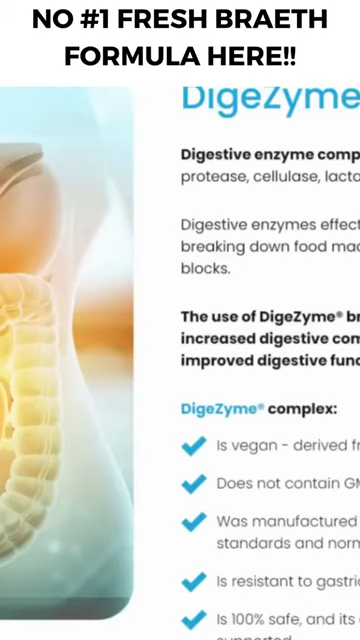 NO #1 FRESH BRAETH
FORMULA HERE!!
DigeZyme
Digestive enzyme comp
protease, cellulase, lacta
Digestive enzymes effect
breaking down food mac
blocks.
The use of DigeZyme® br
increased digestive com
improved digestive func
DigeZyme® complex:
Is vegan - derived fr
Does not contain GM
Was manufactured
standards and norm
Is resistant to gastri
Is 100% safe, and its
supported